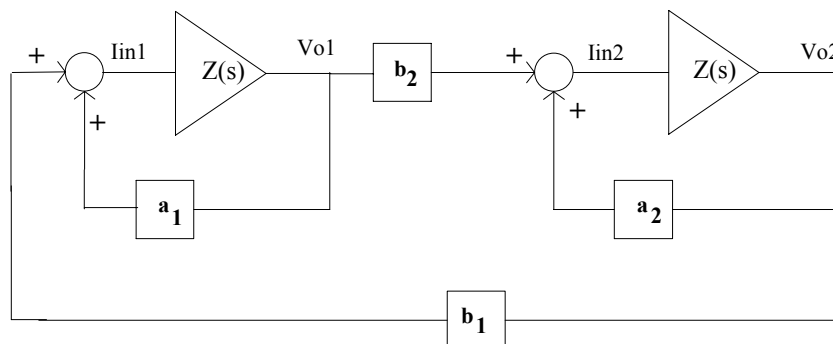 + Iin1 Z(s) Vo1 b2 + Iin2 Z(s) Vo2
+ +
a1 a2
b1